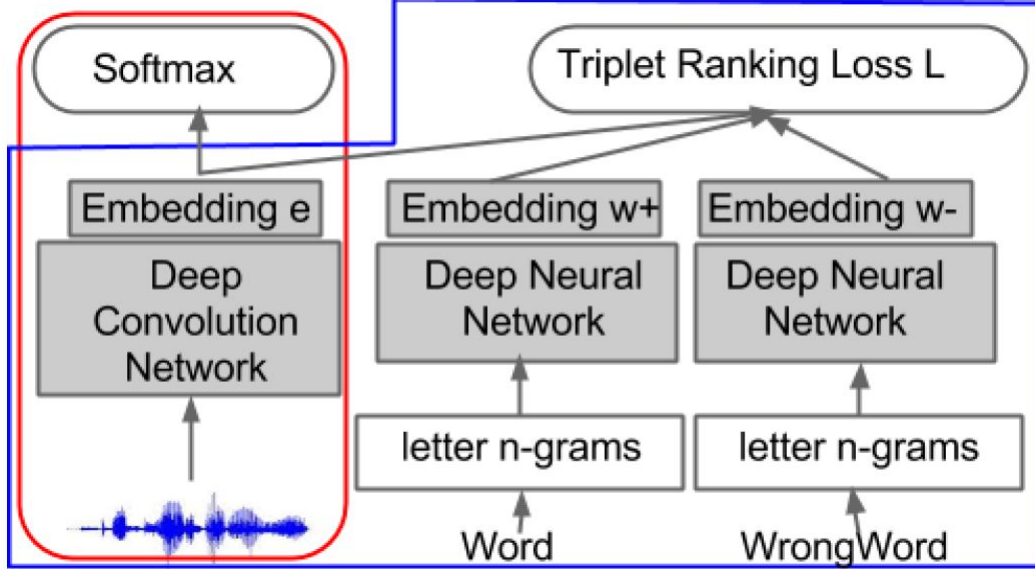 Softmax
Triplet Ranking Loss L
Embedding e
Embedding w+
Embedding w-
Deep
Convolution
Network
Deep Neural
Network
Deep Neural
Network
letter n-grams
letter n-grams
Word
WrongWord